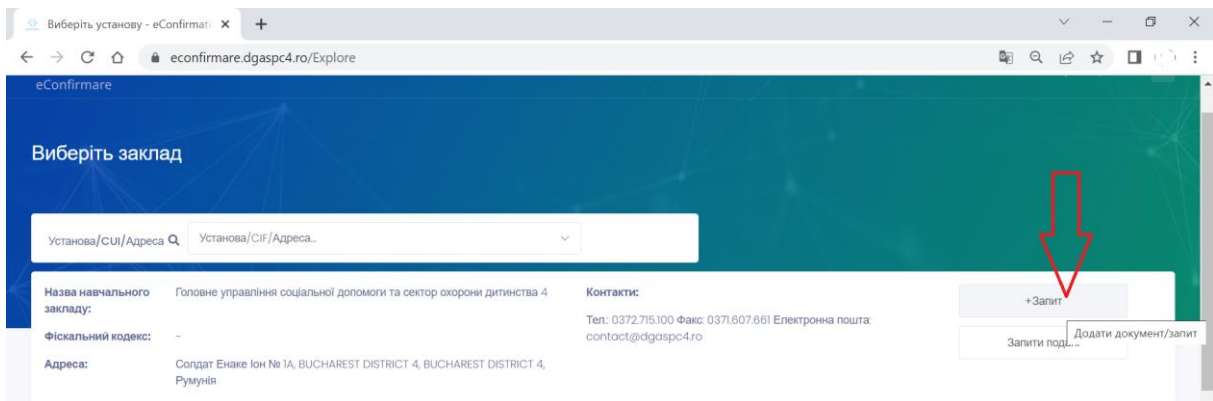 Виберіть установу - eConfirmati
econfirmare.dgaspc4.ro/Explore
eConfirmare
Виберіть заклад
Установа/CUI/Адреса Установа/CIF/Адреса...
Назва навчального Головне управління соціальної допомоги та сектор охорони дитинства 4 Контакти: +Запит
закладу: Тел.: 0372.715.100 Факс: 0371.607.661 Електронна пошта:
Фіскальний кодекс: - contact@dgaspc4.ro Запити Додати документ/запит
Адреса: Солдат Енаке Іон № 1A, BUCHAREST DISTRICT 4, BUCHAREST DISTRICT 4,
Румунія